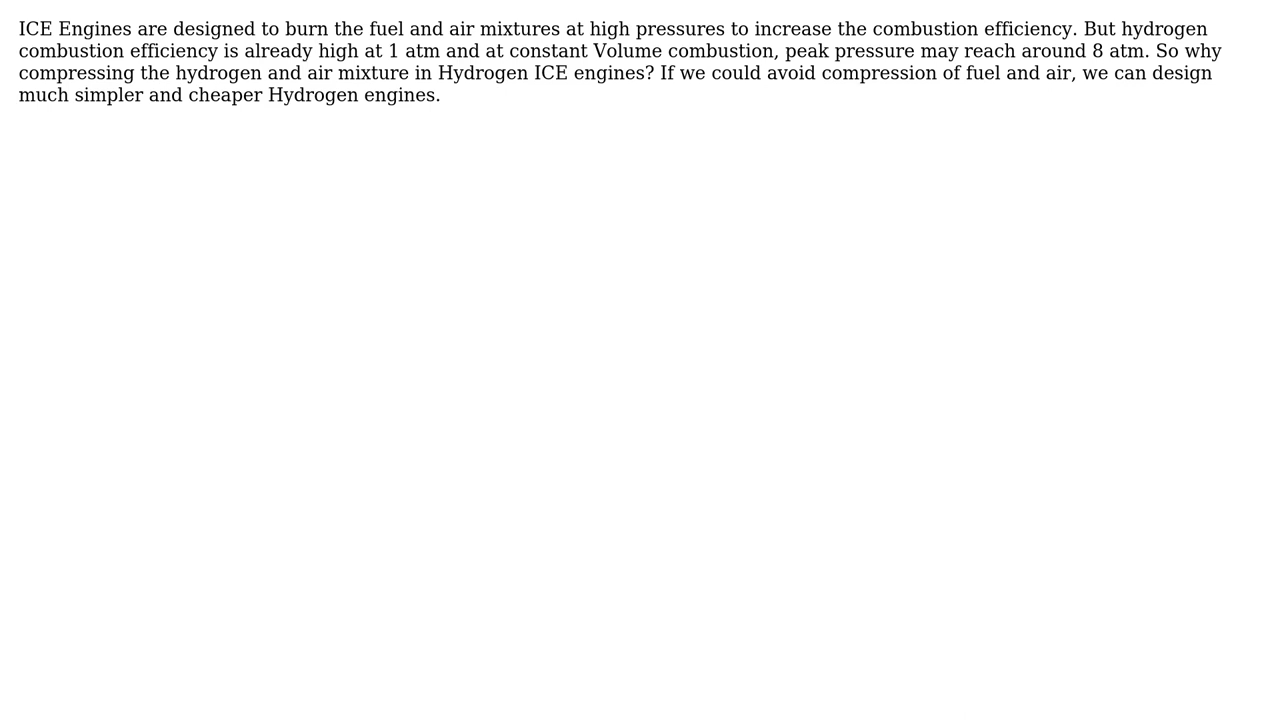 ICE Engines are designed to burn the fuel and air mixtures at high pressures to increase the combustion efficiency. But hydrogen
combustion efficiency is already high at 1 atm and at constant Volume combustion, peak pressure may reach around 8 atm. So why
compressing the hydrogen and air mixture in Hydrogen ICE engines? If we could avoid compression of fuel and air, we can design
much simpler and cheaper Hydrogen engines.